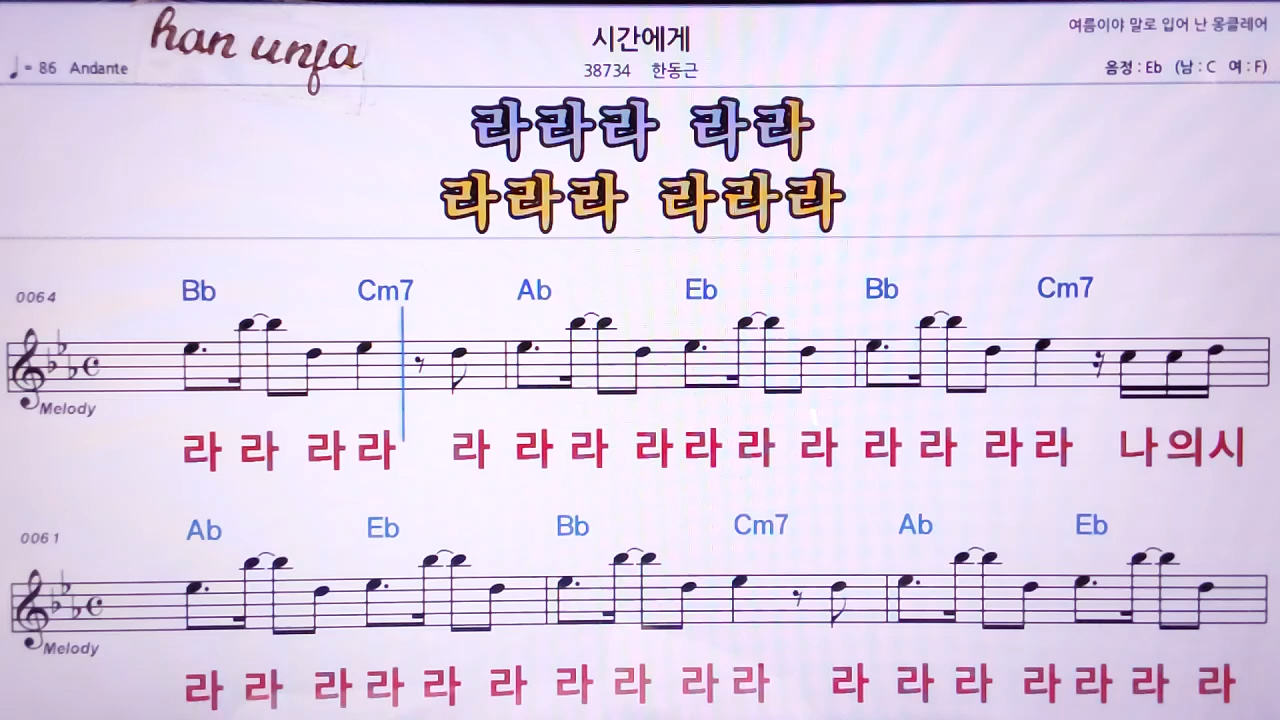 han unja
시간에게
여름이야 말로 입어 난 몽클레어
♩= 86 Andante
38734 한동근
음정 : Eb (남 : C 여 : F)
라라라 라라
라라라 라라라
0064
Bb Cm7 Ab Eb Bb Cm7
Melody
라 라 라 라 라 라 라 라 라 라 라 라 라 라 라 나 의 시
0061
Ab Eb Bb Cm7 Ab Eb
Melody
라 라 라 라 라 라 라 라 라 라 라 라 라 라 라 라 라